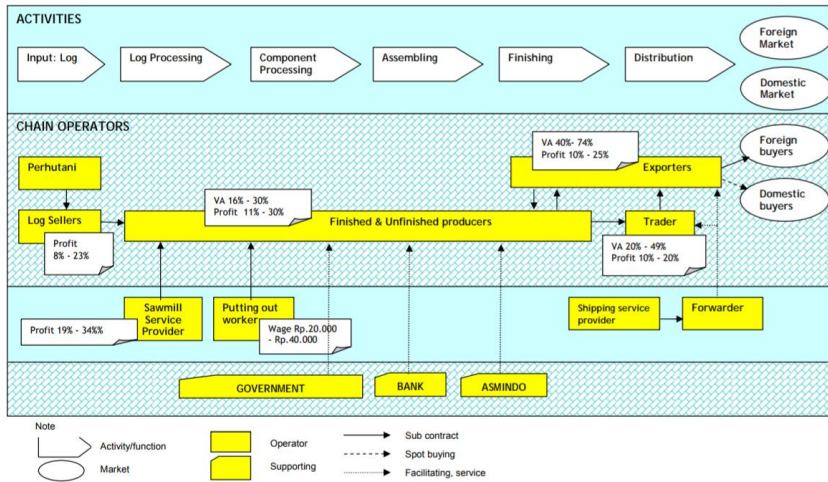 ACTIVITIES
Input: Log
Log Processing
Component
Processing
Assembling
Finishing
Distribution
Foreign
Market
Domestic
Market
CHAIN OPERATORS
VA 40%- 74%
Profit 10% - 25%
Exporters
Foreign
buyers
Domestic
buyers
Perhutani
Log Sellers
Profit
8% - 23%
VA 16% - 30%
Profit 11% - 30%
Finished & Unfinished producers
Trader
VA 20% - 49%
Profit 10% - 20%
Profit 19% - 34%%
Sawmill
Service
Provider
Putting out
worker
Wage Rp.20.000
- Rp.40.000
Shipping service
provider
Forwarder
GOVERNMENT
BANK
ASMINDO
Note
Activity/function
Market
Operator
Supporting
Sub contract
Spot buying
Facilitating, service